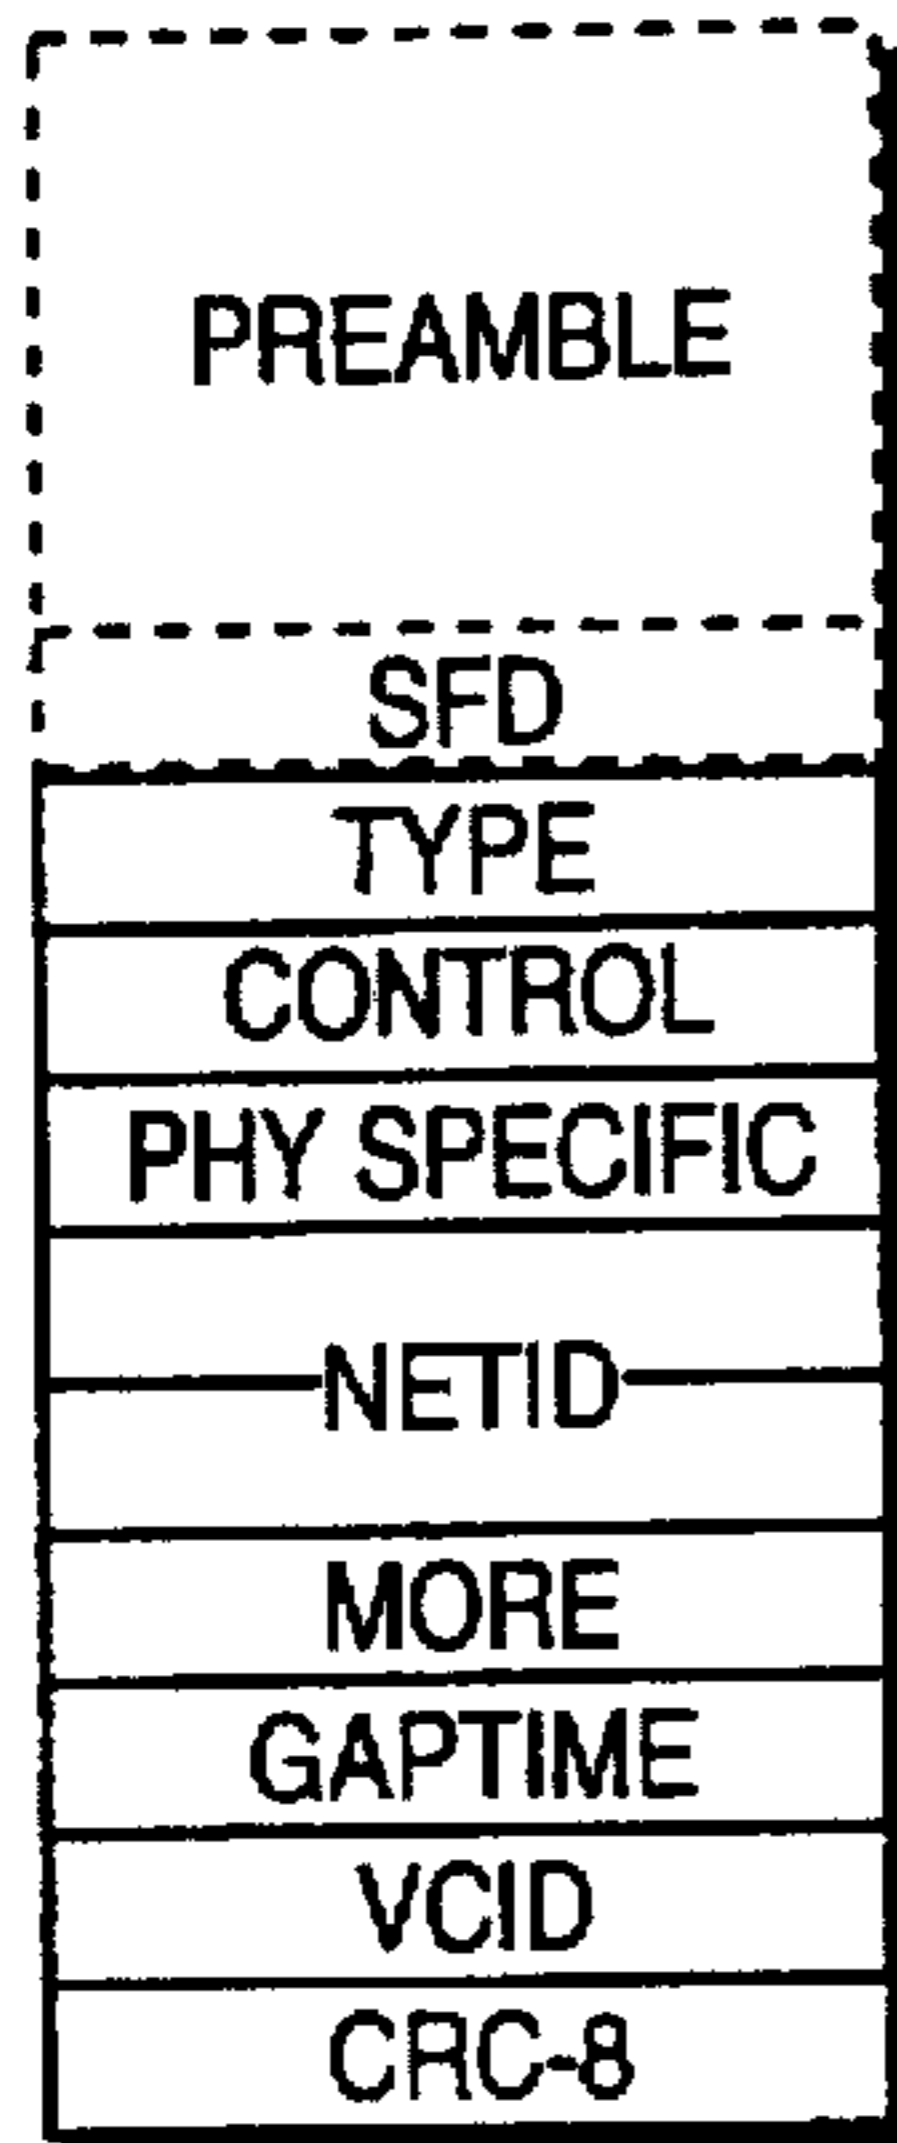 PREAMBLE
SFD
TYPE
CONTROL
PHY SPECIFIC
NETID
MORE
GAPTIME
VCID
CRC-8